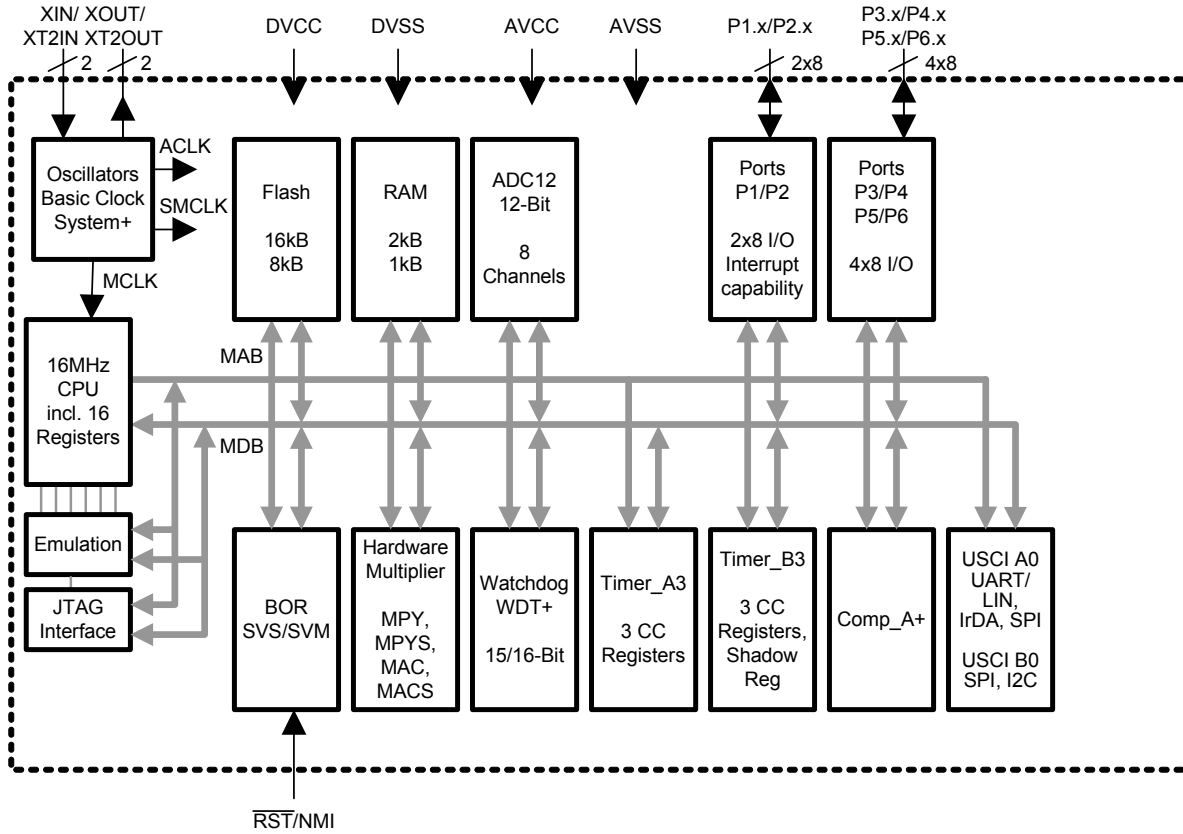 XIN/ XOUT/
XT2IN XT2OUT
2
2
DVCC
DVSS
AVCC
AVSS
P1.x/P2.x
2x8
P3.x/P4.x
P5.x/P6.x
4x8
Oscillators
Basic Clock
System+
ACLK
SMCLK
MCLK
Flash
16kB
8kB
RAM
2kB
1kB
ADC12
12-Bit
8
Channels
Ports
P1/P2
2x8 I/O
Interrupt
capability
Ports
P3/P4
P5/P6
4x8 I/O
16MHz
CPU
incl. 16
Registers
MAB
MDB
Emulation
JTAG
Interface
BOR
SVS/SVM
Hardware
Multiplier
MPY,
MPYS,
MAC,
MACS
Watchdog
WDT+
15/16-Bit
Timer_A3
3 CC
Registers
Timer_B3
3 CC
Registers,
Shadow
Reg
Comp_A+
USCI A0
UART/
LIN,
IrDA, SPI
USCI B0
SPI, I2C
RST/NMI